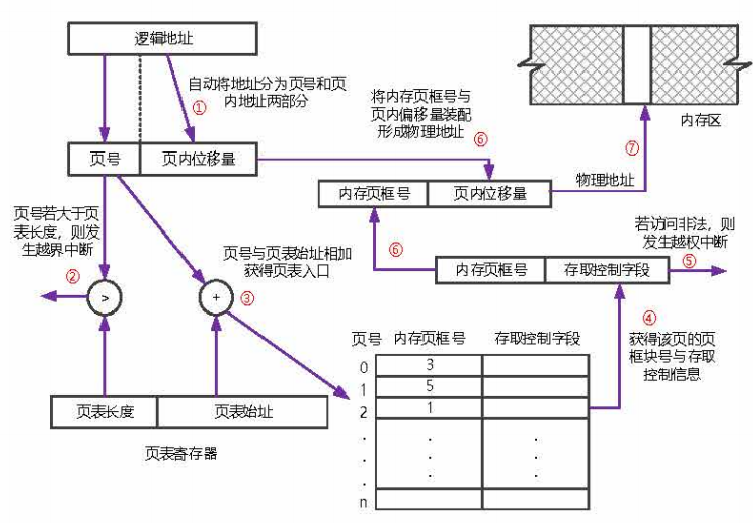 逻辑地址
自动将地址分为页号和页
内地址两部分
①
页号
页内位移量
将内存页框号与
页内偏移量装配
形成物理地址
⑥
内存区
⑦
物理地址
内存页框号
页内位移量
页号若大于页
表长度，则发
生越界中断
②
>
页号与页表始址相加
获得页表入口
③
+
⑥
内存页框号
存取控制字段
若访问非法，则
发生越权中断
⑤
④
获得该页的页
框块号与存取
控制信息
页号 内存页框号 存取控制字段
0 3
1 5
2 1
. . .
. . .
. . .
n
页表长度
页表始址
页表寄存器